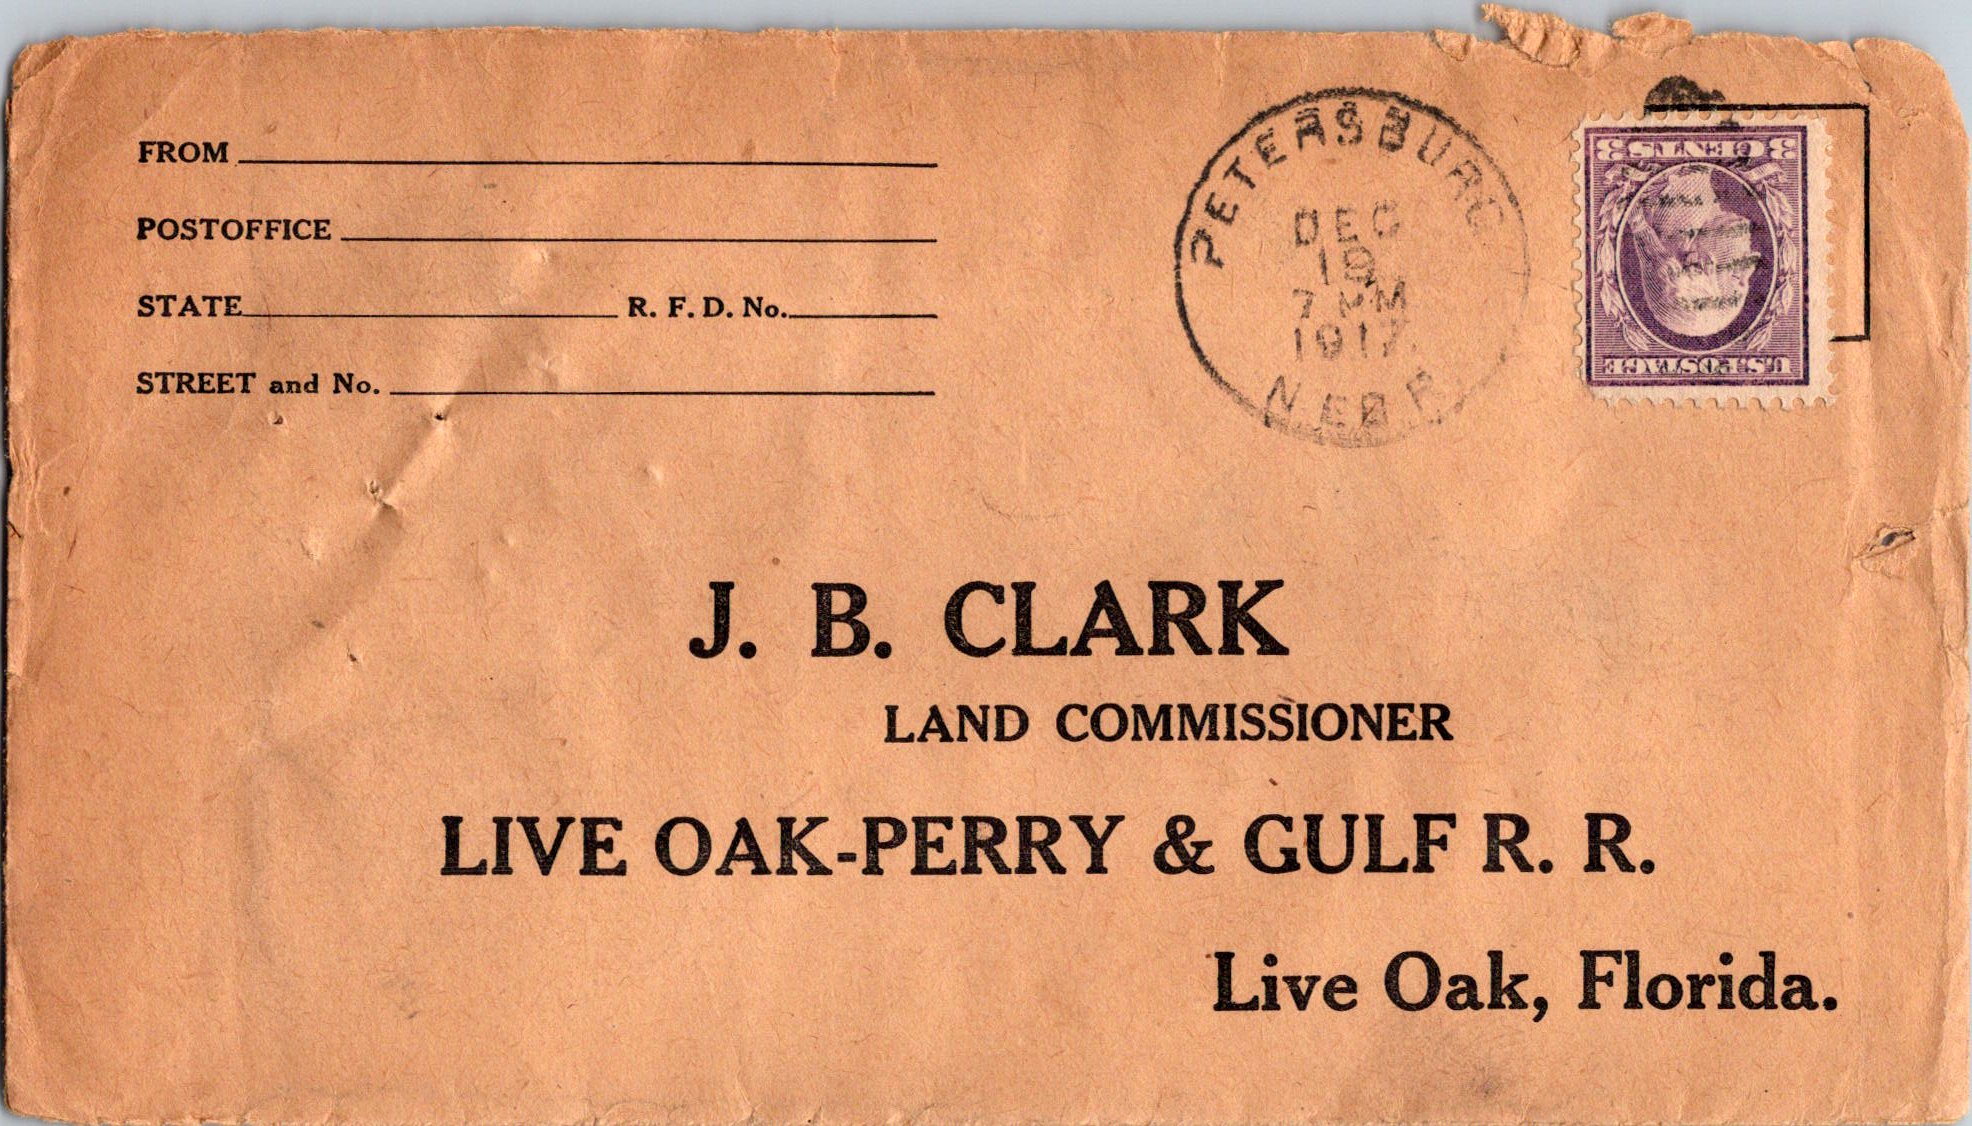 FROM
POSTOFFICE
STATE R. F. D. No.
STREET and No.
PETERSBURG
DEC
19
7 PM
1917
NEBR.
3 CENTS 3
U.S. POSTAGE
J. B. CLARK
LAND COMMISSIONER
LIVE OAK-PERRY & GULF R. R.
Live Oak, Florida.